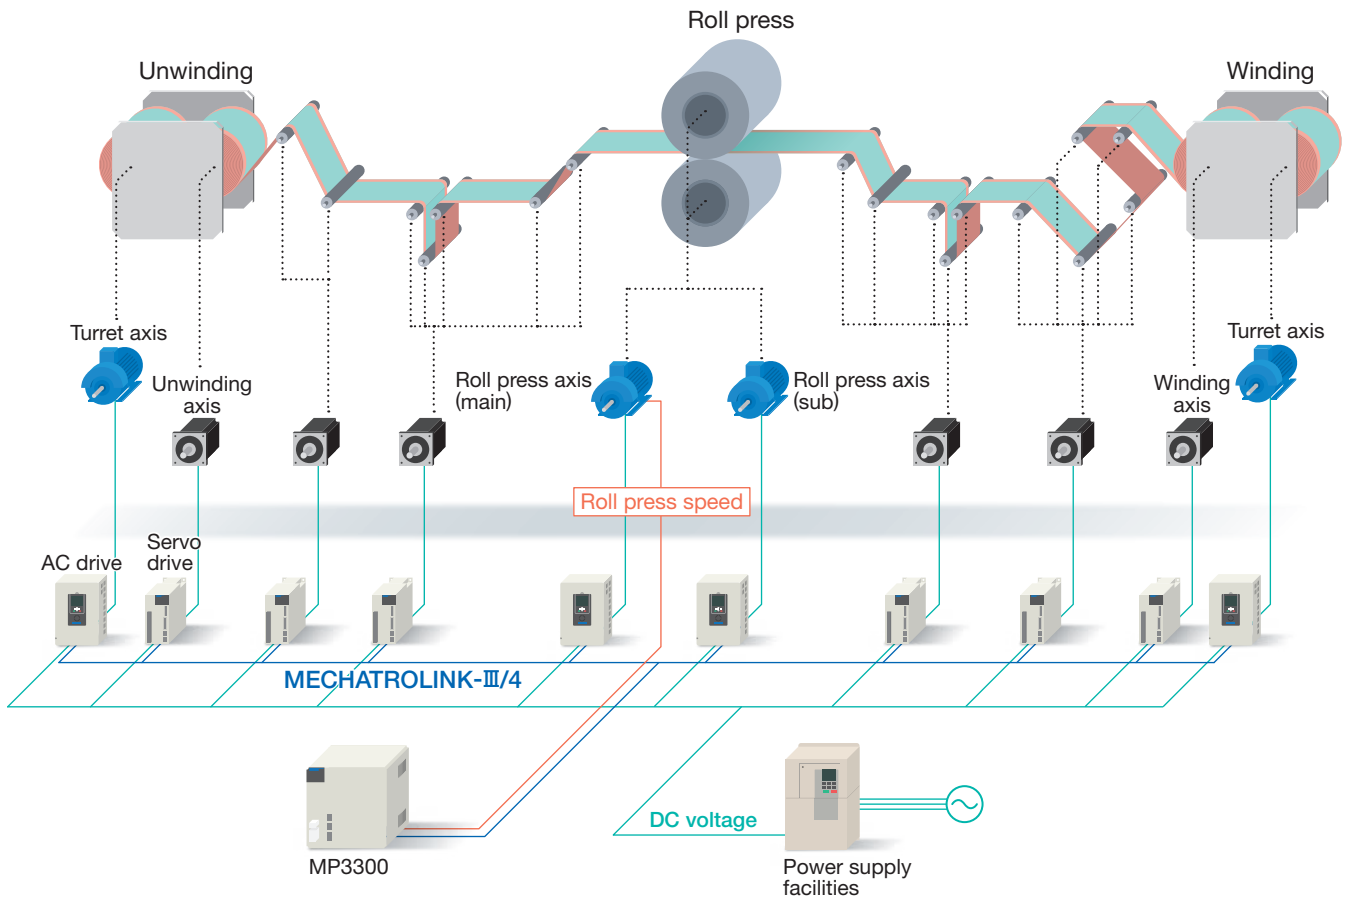 Roll press
Unwinding
Winding
Turret axis
Unwinding
axis
Roll press axis
(main)
Roll press axis
(sub)
Winding
axis
Turret axis
Roll press speed
AC drive
Servo
drive
MECHATROLINK-Ⅲ/4
MP3300
DC voltage
Power supply
facilities